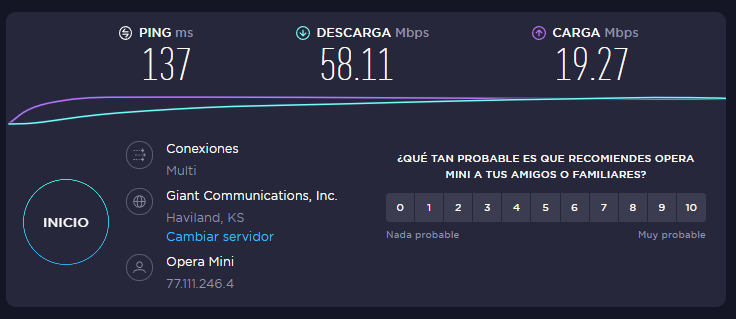 PING ms
137
DESCARGA Mbps
58.11
CARGA Mbps
19.27
INICIO
Conexiones
Multi
Giant Communications, Inc.
Haviland, KS
Cambiar servidor
Opera Mini
77.111.246.4
¿QUÉ TAN PROBABLE ES QUE RECOMIENDES OPERA
MINI A TUS AMIGOS O FAMILIARES?
0 1 2 3 4 5 6 7 8 9 10
Nada probable Muy probable